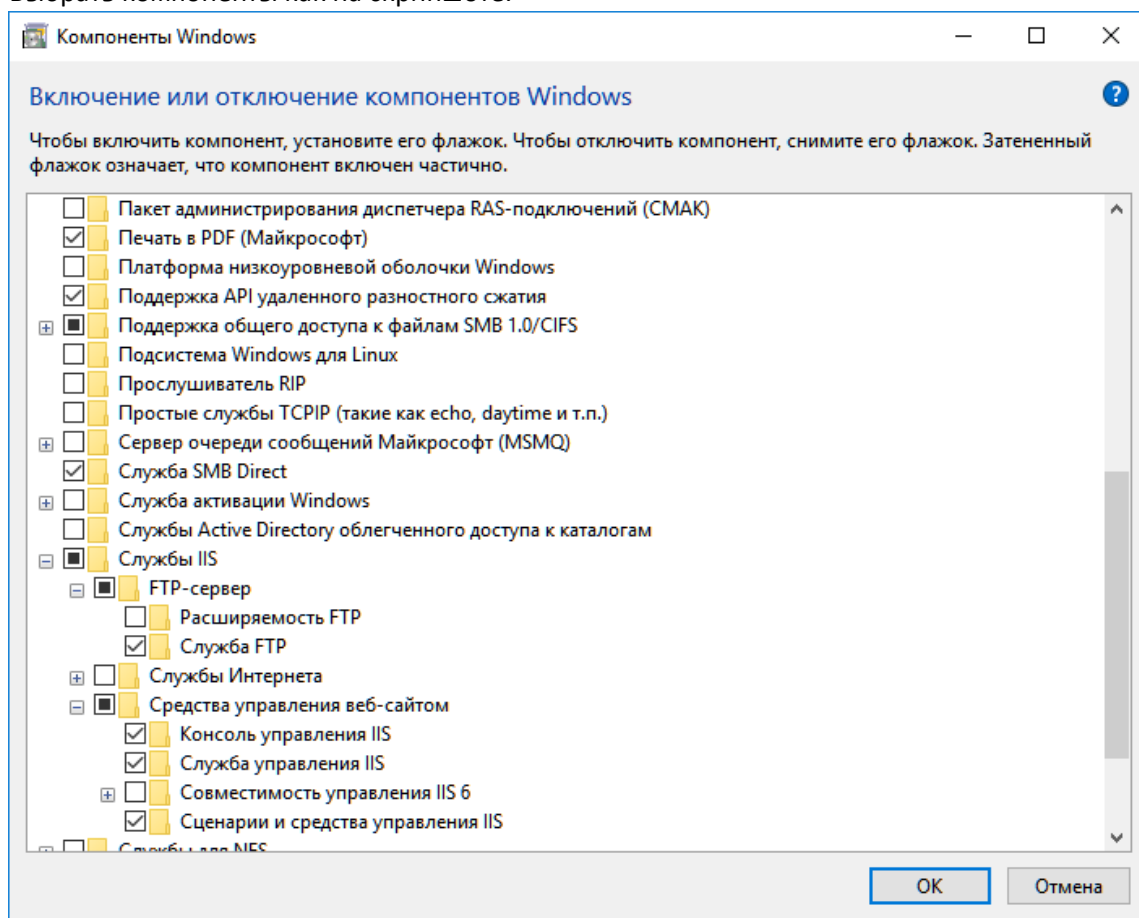 Компоненты Windows
Включение или отключение компонентов Windows
Чтобы включить компонент, установите его флажок. Чтобы отключить компонент, снимите его флажок. Затененный
флажок означает, что компонент включен частично.
Пакет администрирования диспетчера RAS-подключений (CMAK)
Печать в PDF (Майкрософт)
Платформа низкоуровневой оболочки Windows
Поддержка API удаленного разностного сжатия
Поддержка общего доступа к файлам SMB 1.0/CIFS
Подсистема Windows для Linux
Прослушиватель RIP
Простые службы TCPIP (такие как echo, daytime и т.п.)
Сервер очереди сообщений Майкрософт (MSMQ)
Служба SMB Direct
Служба активации Windows
Службы Active Directory облегченного доступа к каталогам
Службы IIS
FTP-сервер
Расширяемость FTP
Служба FTP
Службы Интернета
Средства управления веб-сайтом
Консоль управления IIS
Служба управления IIS
Совместимость управления IIS 6
Сценарии и средства управления IIS
Службы для NFS
ОК
Отмена